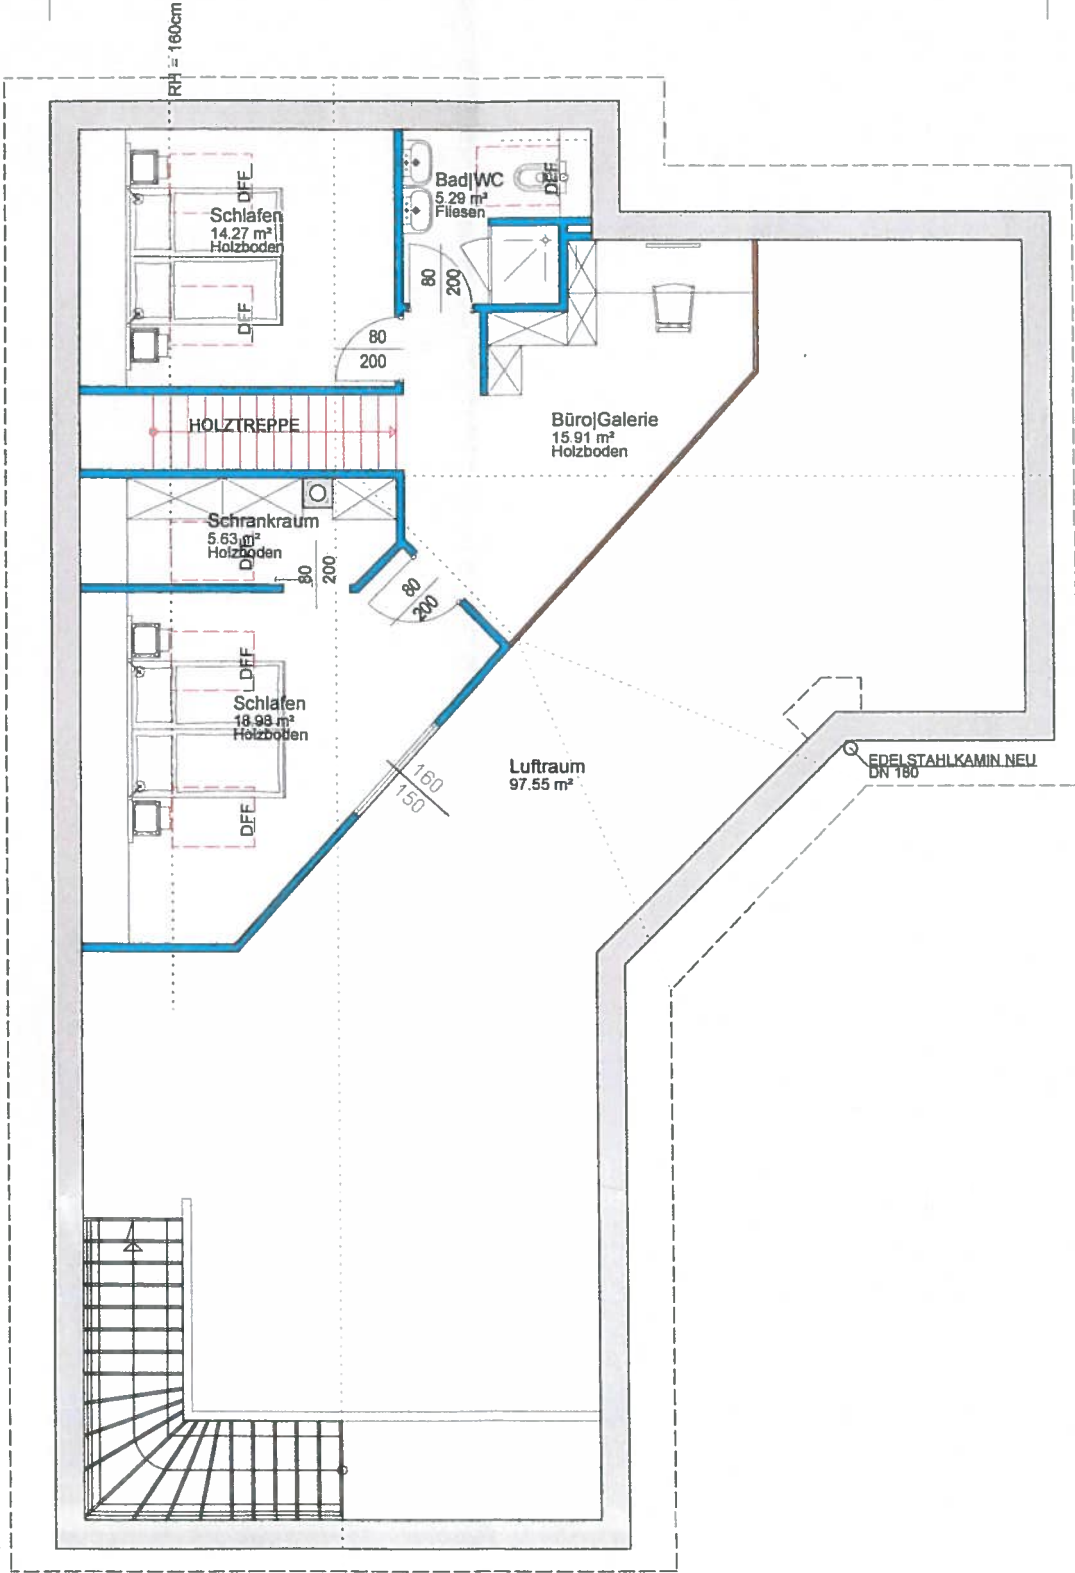 RH = 160cm
Bad|WC
5.29 m²
Fliesen
DFF
DFF
Schlafen
14.27 m²
Holzboden
DFF
80
200
80
200
HOLZTREPPE
Büro|Galerie
15.91 m²
Holzboden
Schrankraum
5.63 m²
Holzboden
DFF
80
200
80
200
DFF
Schlafen
18.98 m²
Holzboden
DFF
160
150
Luftraum
97.55 m²
EDELSTAHLKAMIN NEU
DN 180